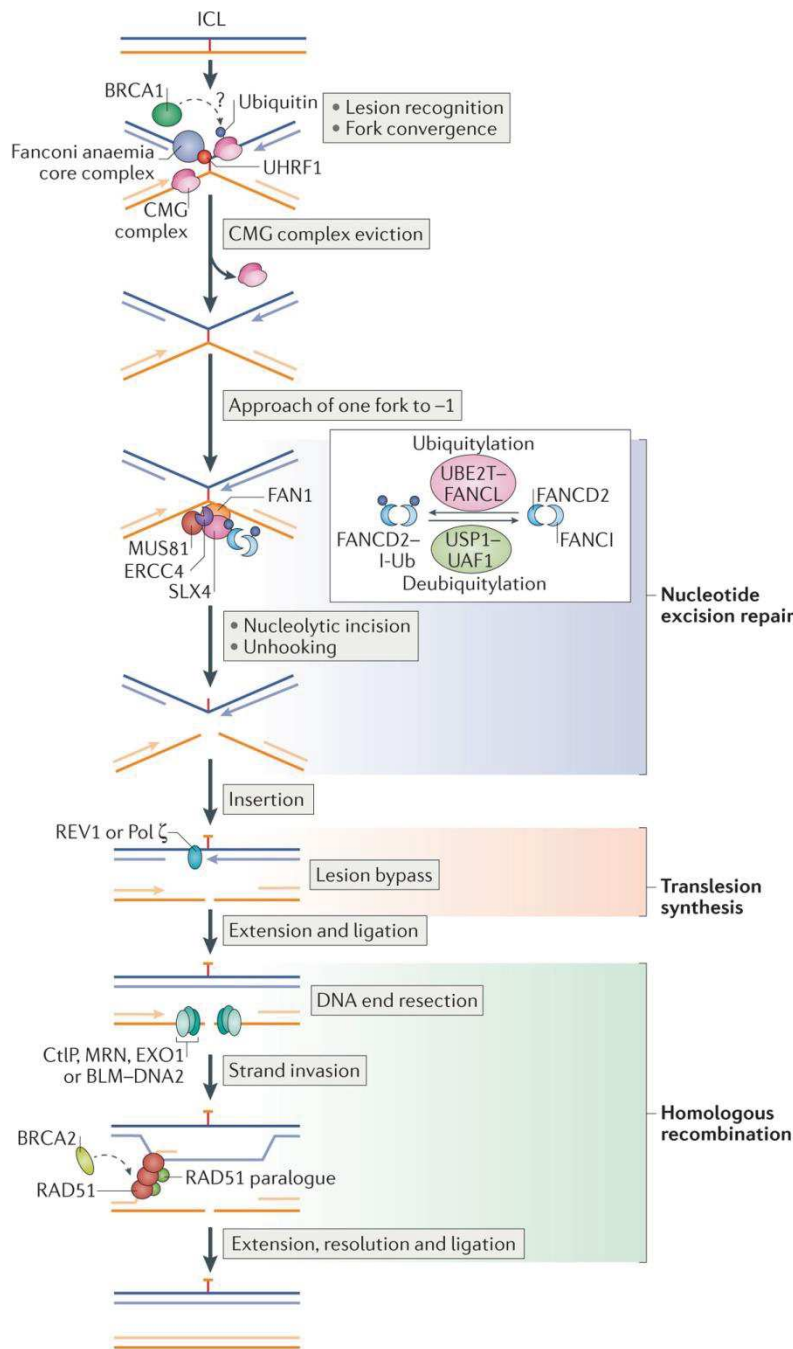 ICL
BRCA1
?
Ubiquitin
• Lesion recognition
• Fork convergence
Fanconi anaemia
core complex
UHRF1
CMG
complex
CMG complex eviction
Approach of one fork to –1
Ubiquitylation
UBE2T–
FANCL
FAN1
FANCD2
MUS81
ERCC4
SLX4
FANCD2–
I-Ub
USP1–
UAF1
FANCI
Deubiquitylation
Nucleotide
excision repair
• Nucleolytic incision
• Unhooking
Insertion
REV1 or Pol ζ
Lesion bypass
Translesion
synthesis
Extension and ligation
DNA end resection
CtIP, MRN, EXO1
or BLM–DNA2
Strand invasion
Homologous
recombination
BRCA2
RAD51 paralogue
RAD51
Extension, resolution and ligation